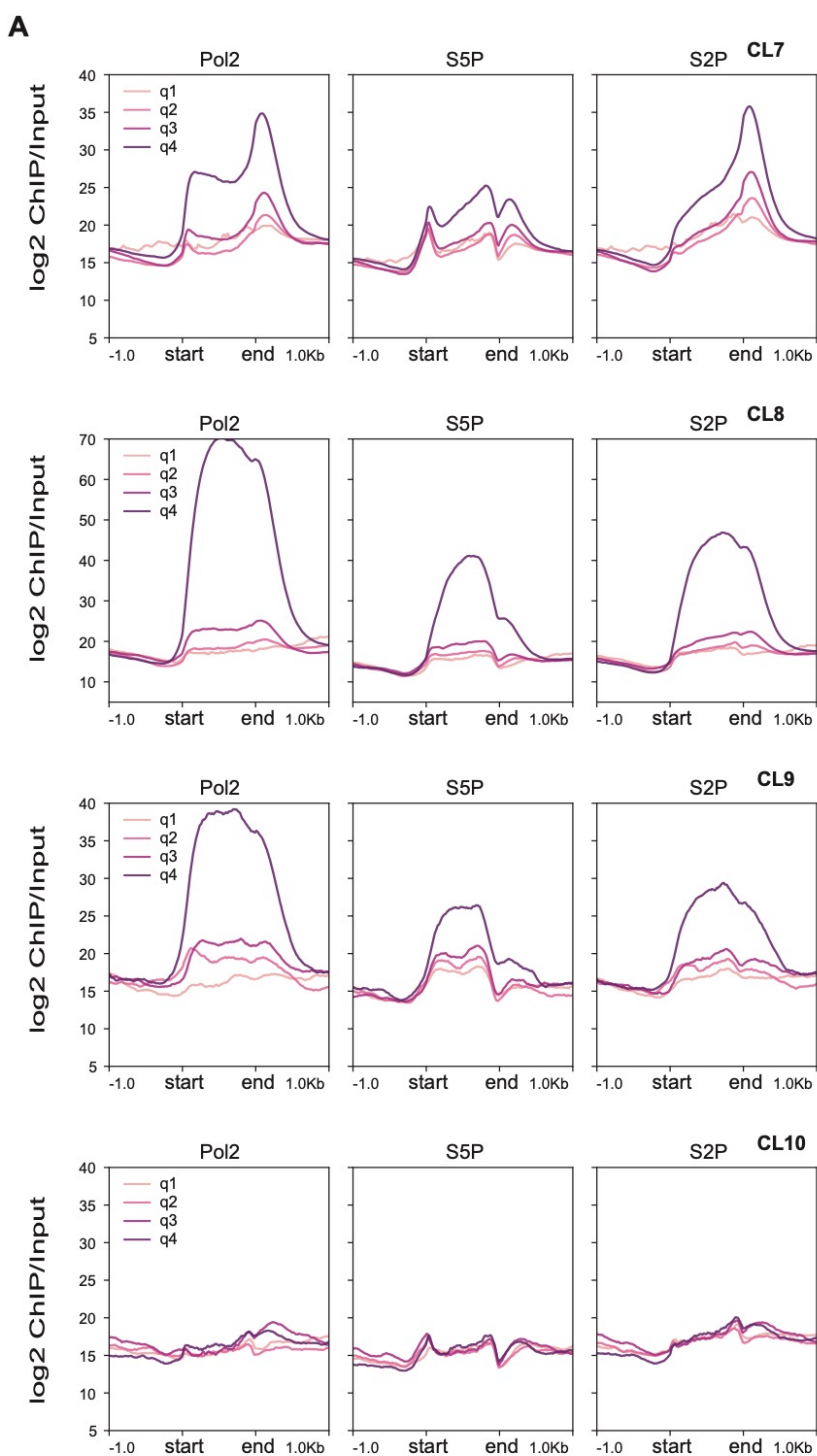 A
CL7
Pol2 S5P S2P
log2 ChIP/Input
40
35
30
25
20
15
10
5
q1
q2
q3
q4
-1.0 start end 1.0Kb -1.0 start end 1.0Kb -1.0 start end 1.0Kb
CL8
Pol2 S5P S2P
log2 ChIP/Input
70
60
50
40
30
20
10
q1
q2
q3
q4
-1.0 start end 1.0Kb -1.0 start end 1.0Kb -1.0 start end 1.0Kb
CL9
Pol2 S5P S2P
log2 ChIP/Input
40
35
30
25
20
15
10
5
q1
q2
q3
q4
-1.0 start end 1.0Kb -1.0 start end 1.0Kb -1.0 start end 1.0Kb
CL10
Pol2 S5P S2P
log2 ChIP/Input
40
35
30
25
20
15
10
5
q1
q2
q3
q4
-1.0 start end 1.0Kb -1.0 start end 1.0Kb -1.0 start end 1.0Kb